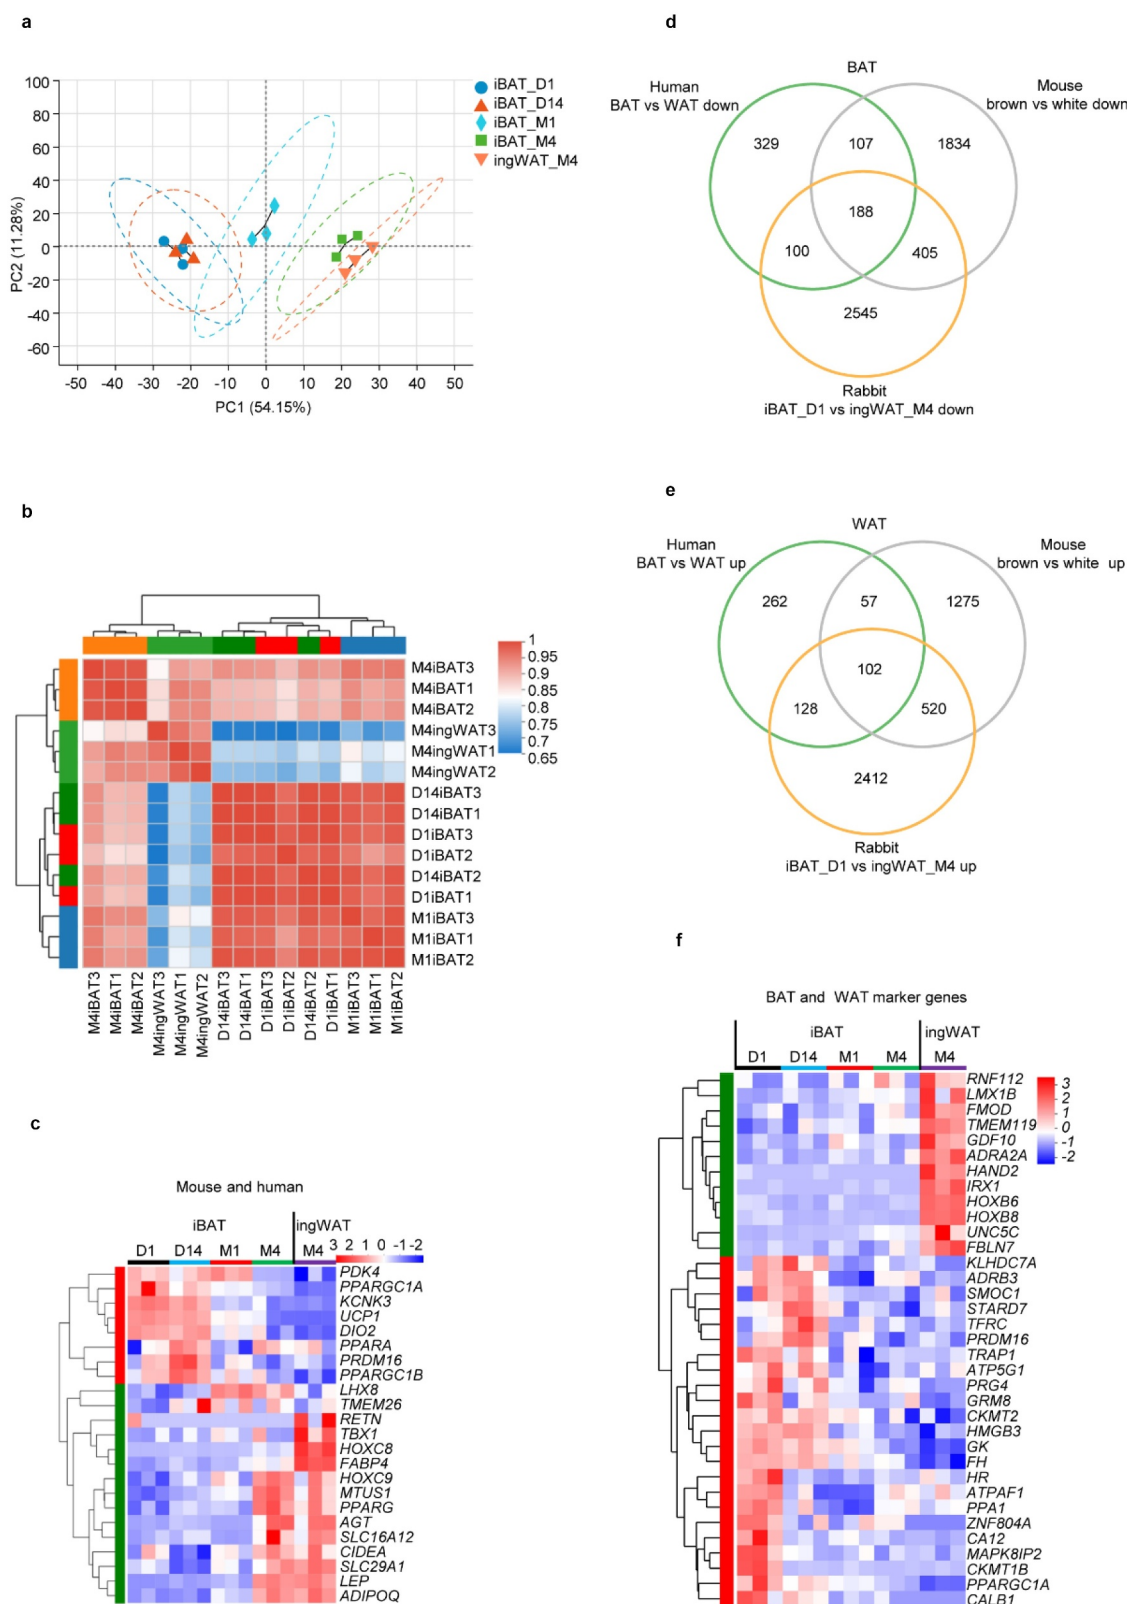 a
100
80
60
40
20
0
-20
-40
-60
-50
-40
-30
-20
-10
0
10
20
30
40
50
PC2 (11.28%)
PC1 (54.15%)
iBAT_D1
iBAT_D14
iBAT_M1
iBAT_M4
ingWAT_M4
b
1
0.95
0.9
0.85
0.8
0.75
0.7
0.65
M4iBAT3
M4iBAT1
M4iBAT2
M4ingWAT3
M4ingWAT1
M4ingWAT2
D14iBAT3
D14iBAT1
D1iBAT3
D1iBAT2
D14iBAT2
D1iBAT1
M1iBAT3
M1iBAT1
M1iBAT2
M4iBAT3
M4iBAT1
M4iBAT2
M4ingWAT3
M4ingWAT1
M4ingWAT2
D14iBAT3
D14iBAT1
D1iBAT3
D1iBAT2
D14iBAT2
D1iBAT1
M1iBAT3
M1iBAT1
M1iBAT2
c
Mouse and human
iBAT
ingWAT
D1 D14 M1 M4 M4
3 2 1 0 -1-2
PDK4
PPARGC1A
KCNK3
UCP1
DIO2
PPARA
PRDM16
PPARGC1B
LHX8
TMEM26
RETN
TBX1
HOXC8
FABP4
HOXC9
MTUS1
PPARG
AGT
SLC16A12
CIDEA
SLC29A1
LEP
ADIPOQ
d
BAT
Human
BAT vs WAT down
Mouse
brown vs white down
329
107
1834
188
100
405
2545
Rabbit
iBAT_D1 vs ingWAT_M4 down
e
WAT
Human
BAT vs WAT up
Mouse
brown vs white up
262
57
1275
102
128
520
2412
Rabbit
iBAT_D1 vs ingWAT_M4 up
f
BAT and WAT marker genes
iBAT
ingWAT
D1 D14 M1 M4 M4
3
2
1
0
-1
-2
RNF112
LMX1B
FMOD
TMEM119
GDF10
ADRA2A
HAND2
IRX1
HOXB6
HOXB8
UNC5C
FBLN7
KLHDC7A
ADRB3
SMOC1
STARD7
TFRC
PRDM16
TRAP1
ATP5G1
PRG4
GRM8
CKMT2
HMGB3
GK
FH
HR
ATPAF1
PPA1
ZNF804A
CA12
MAPK8IP2
CKMT1B
PPARGC1A
CALB1